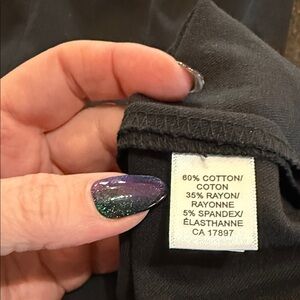 60% COTTON/
COTON
35% RAYON/
RAYONNE
5% SPANDEX/
ÉLASTHANNE
CA 17897